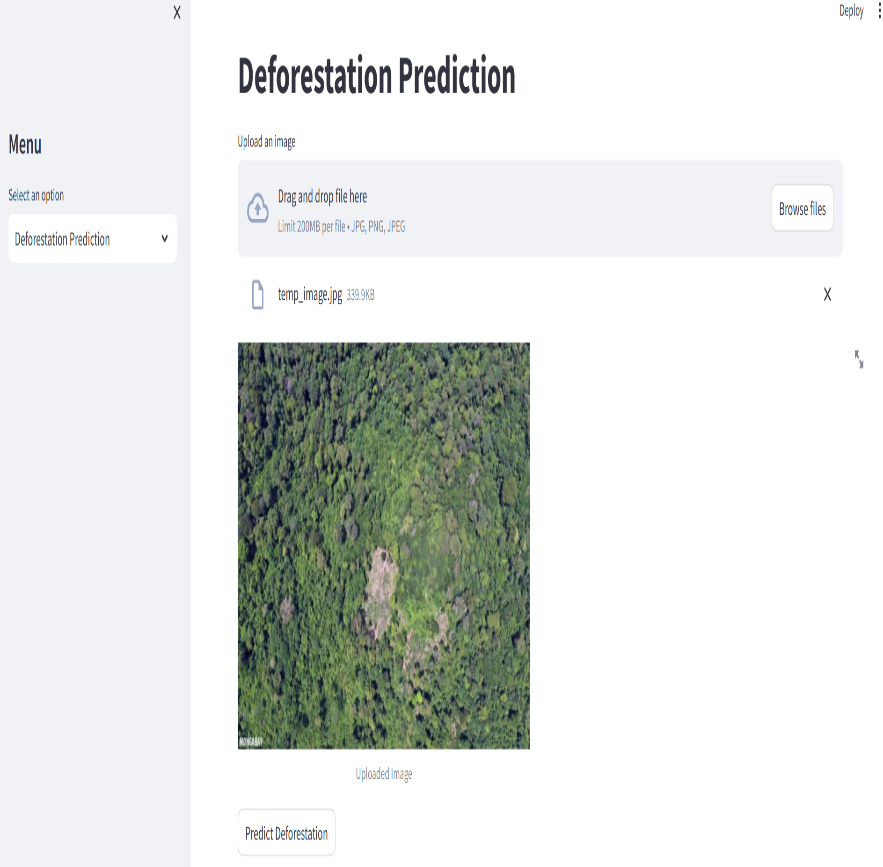 X
Deploy
Deforestation Prediction
Menu
Upload an image
Select an option
Drag and drop file here
Limit 200MB per file • JPG, PNG, JPEG
Browse files
Deforestation Prediction
temp_image.jpg 339.9KB
X
MONGABAY
Uploaded Image
Predict Deforestation